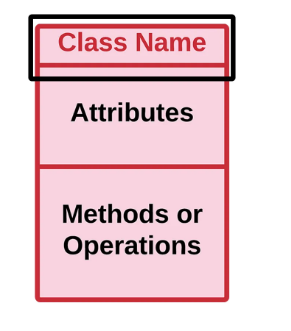 Class Name
Attributes
Methods or
Operations